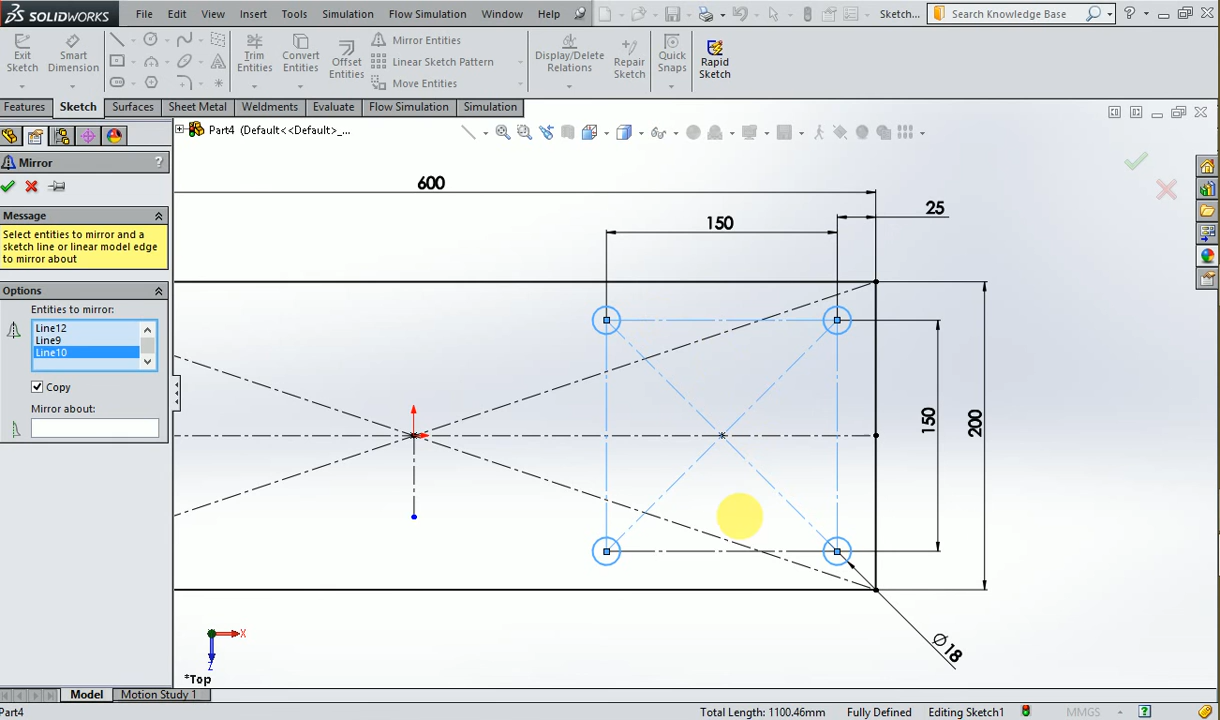 SOLIDWORKS File Edit View Insert Tools Simulation Flow Simulation Window Help Sketch... Search Knowledge Base ?
Exit Sketch
Smart Dimension
Trim Entities
Convert Entities
Offset Entities
Mirror Entities
Linear Sketch Pattern
Move Entities
Display/Delete Relations
Repair Sketch
Quick Snaps
Rapid Sketch
Features Sketch Surfaces Sheet Metal Weldments Evaluate Flow Simulation Simulation
Part4 (Default<<Default>_...
Mirror ?
Message
Select entities to mirror and a
sketch line or linear model edge
to mirror about
Options
Entities to mirror:
Line12
Line9
Line10
Copy
Mirror about:
600
25
150
150
200
Ø18
X
Z
*Top
Model Motion Study 1
Part4 Total Length: 1100.46mm Fully Defined Editing Sketch1 MMGS ?